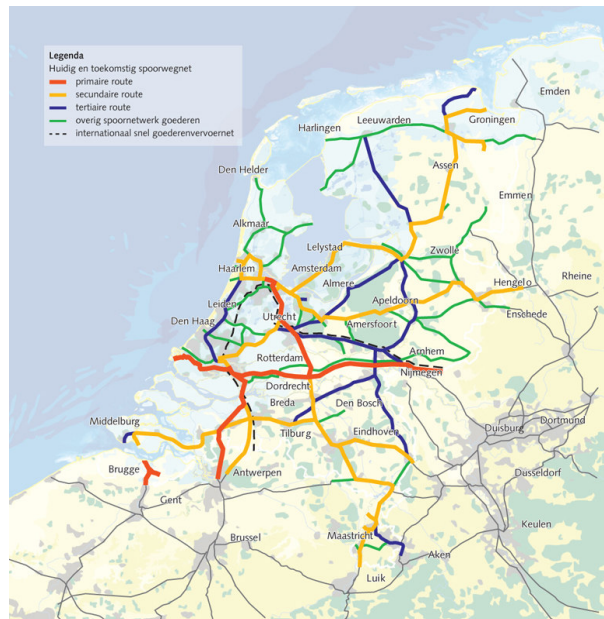 Legenda
Huidig en toekomstig spoorwegnet
primaire route
secundaire route
tertiaire route
overig spoornetwerk goederen
internationaal snel goederenvervoernet
Emden
Leeuwarden
Groningen
Harlingen
Assen
Den Helder
Emmen
Alkmaar
Lelystad
Zwolle
Haarlem
Amsterdam
Rheine
Almere
Hengelo
Apeldoorn
Leiden
Enschede
Utrecht
Den Haag
Amersfoort
Arnhem
Rotterdam
Nijmegen
Dordrecht
Breda
Den Bosch
Middelburg
Dortmund
Duisburg
Tilburg
Eindhoven
Brugge
Antwerpen
Düsseldorf
Gent
Keulen
Brussel
Maastricht
Aken
Luik